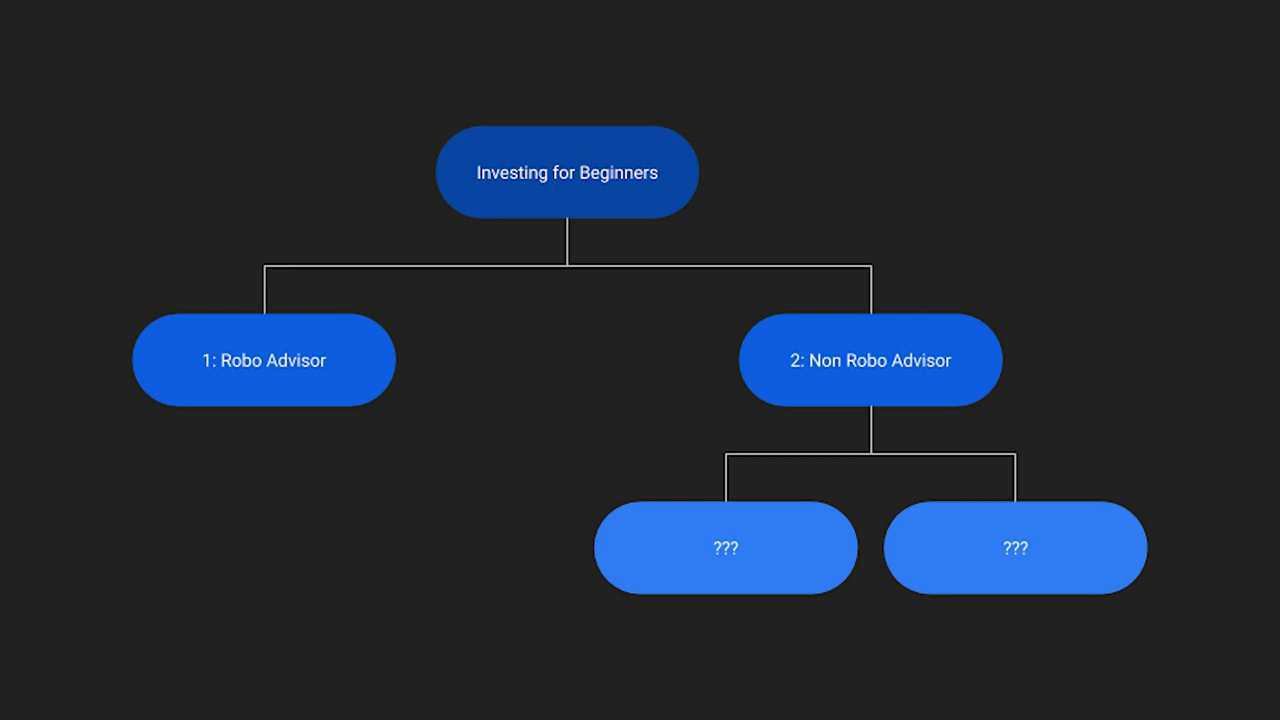 Investing for Beginners
1: Robo Advisor
2: Non Robo Advisor
???
???